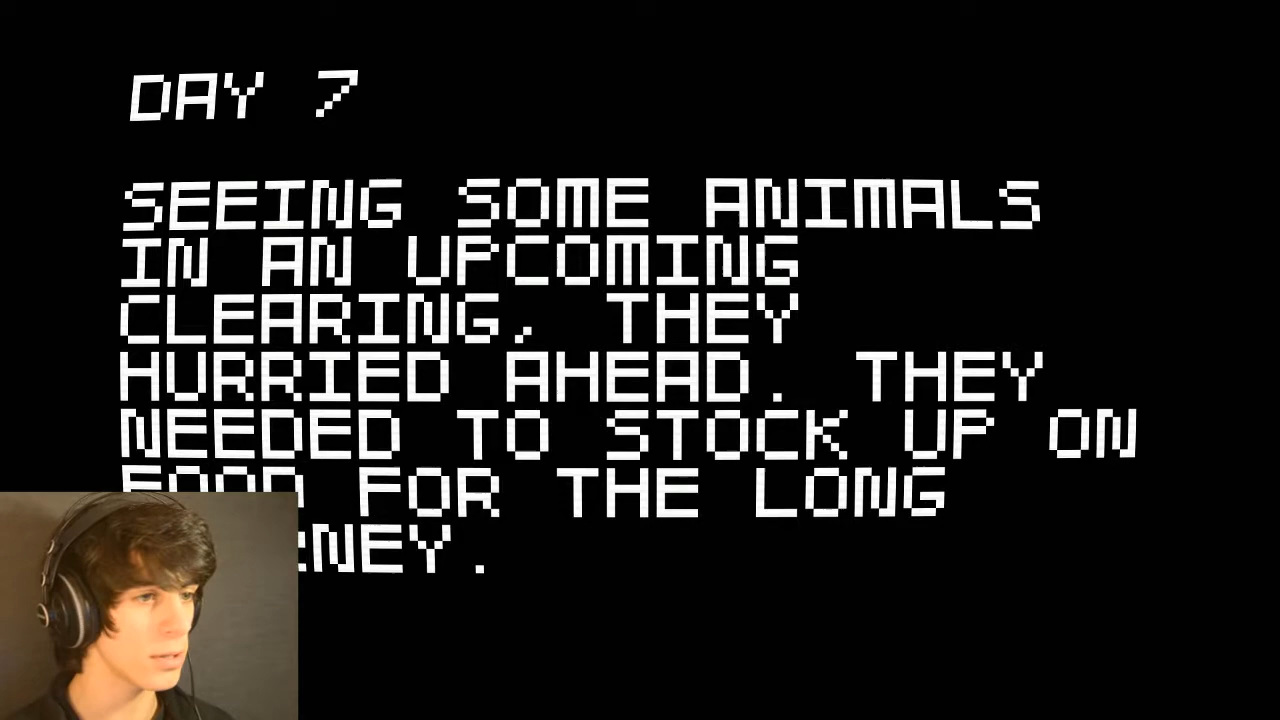 DAY 7
SEEING SOME ANIMALS
IN AN UPCOMING
CLEARING, THEY
HURRIED AHEAD. THEY
NEEDED TO STOCK UP ON
FOOD FOR THE LONG